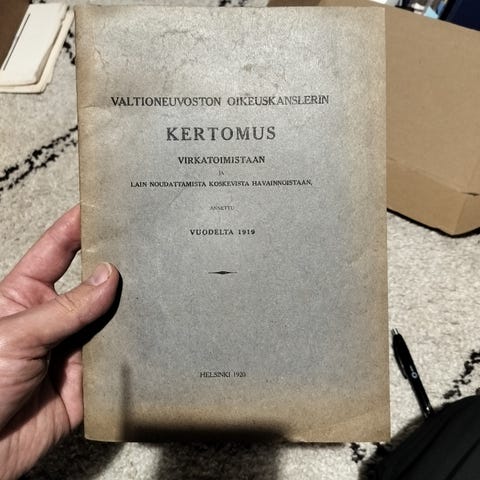 VALTIONEUVOSTON OIKEUSKANSLERIN
KERTOMUS
VIRKATOIMISTAAN
JA
LAIN NOUDATTAMISTA KOSKEVISTA HAVAINNOISTAAN,
ANNETTU
VUODELTA 1919
HELSINKI 1920